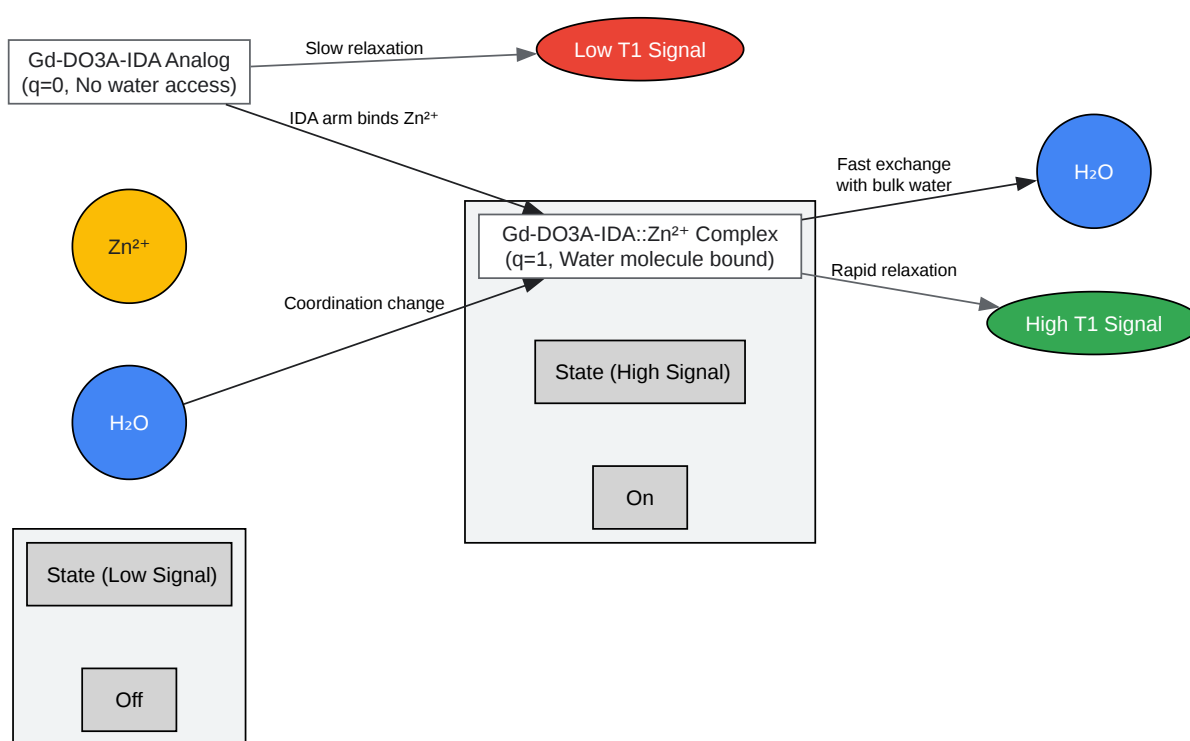 Gd-DO3A-IDA Analog
(q=0, No water access)
Slow relaxation
Low T1 Signal
IDA arm binds Zn²⁺
Zn²⁺
Fast exchange
with bulk water
H₂O
Gd-DO3A-IDA::Zn²⁺ Complex
(q=1, Water molecule bound)
Rapid relaxation
High T1 Signal
Coordination change
H₂O
State (High Signal)
On
State (Low Signal)
Off